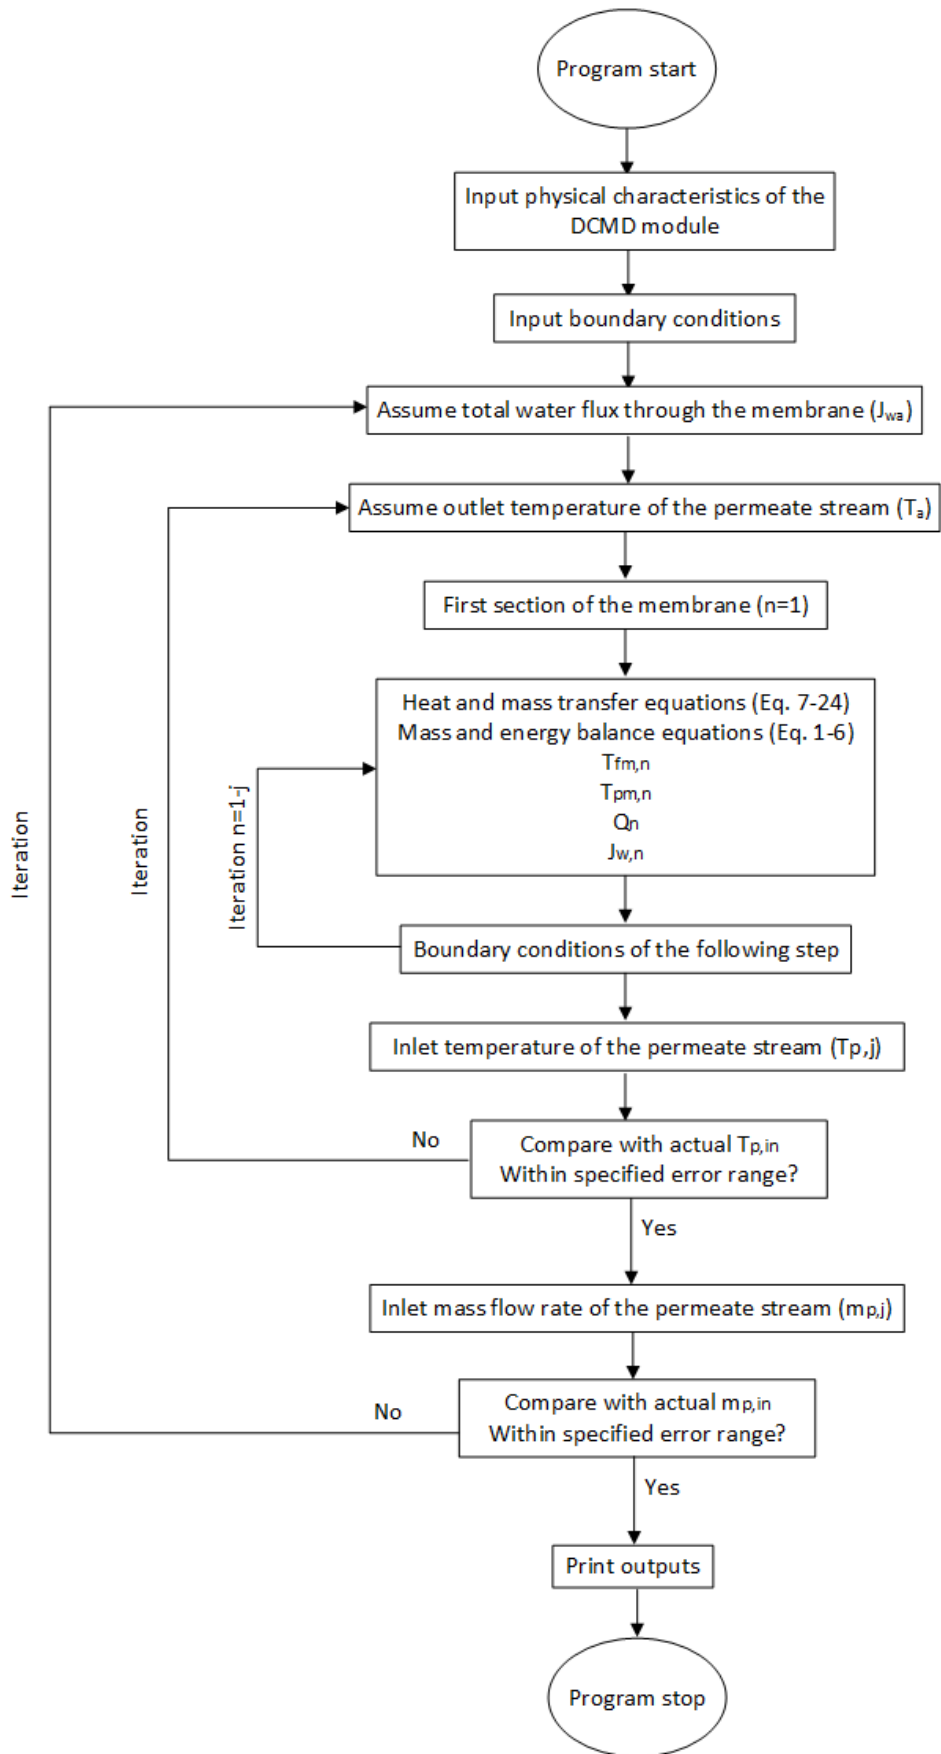 Program start
Input physical characteristics of the
DCMD module
Input boundary conditions
Assume total water flux through the membrane (Jwa)
Assume outlet temperature of the permeate stream (Ta)
First section of the membrane (n=1)
Heat and mass transfer equations (Eq. 7-24)
Mass and energy balance equations (Eq. 1-6)
Tfm,n
Tpm,n
Qn
Jw,n
Iteration
Iteration
Iteration n=1-j
Boundary conditions of the following step
Inlet temperature of the permeate stream (Tp,j)
No
Compare with actual Tp,in
Within specified error range?
Yes
Inlet mass flow rate of the permeate stream (mp,j)
No
Compare with actual mp,in
Within specified error range?
Yes
Print outputs
Program stop